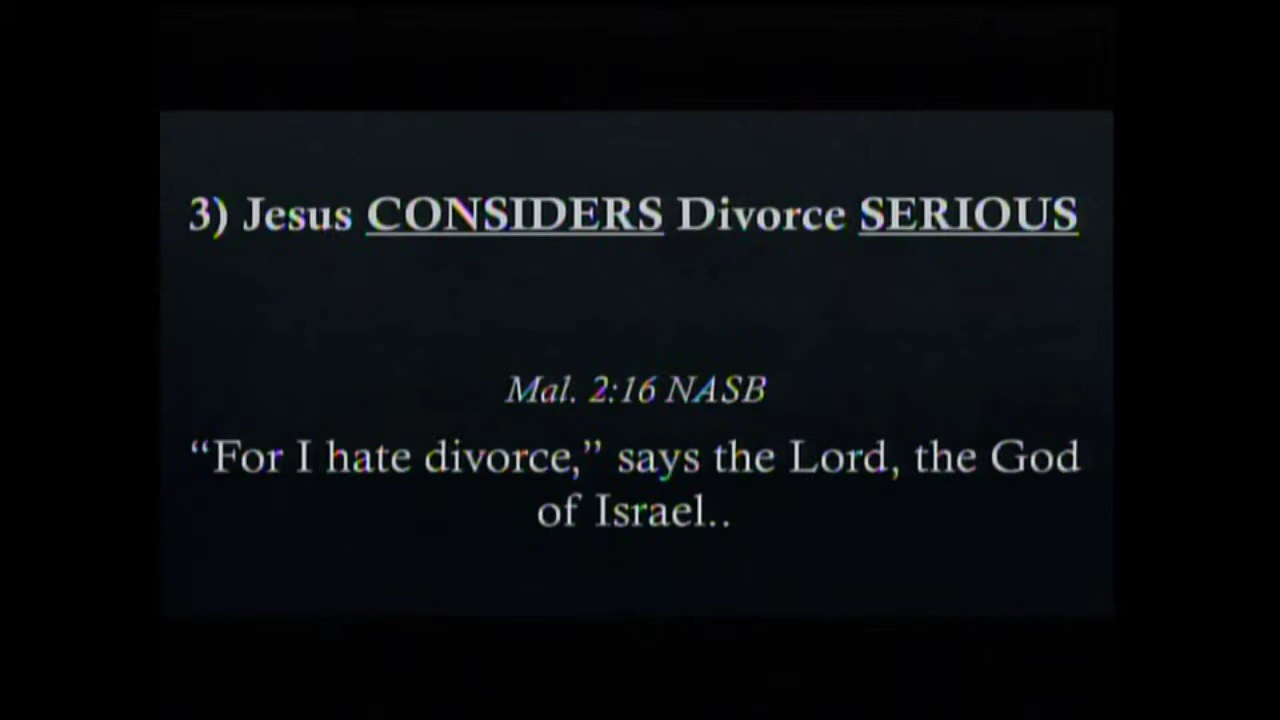 3) Jesus CONSIDERS Divorce SERIOUS
Mal. 2:16 NASB
“For I hate divorce,” says the Lord, the God
of Israel..